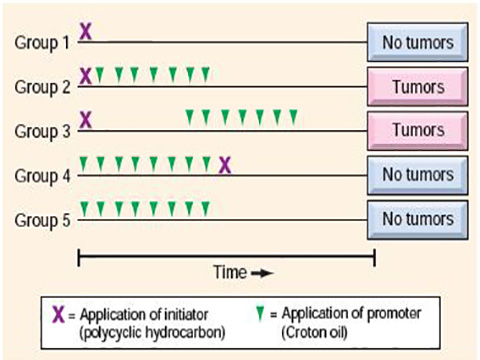 Group 1
No tumors
Group 2
Tumors
Group 3
Tumors
Group 4
No tumors
Group 5
No tumors
Time
X = Application of initiator
(polycyclic hydrocarbon)
= Application of promoter
(Croton oil)